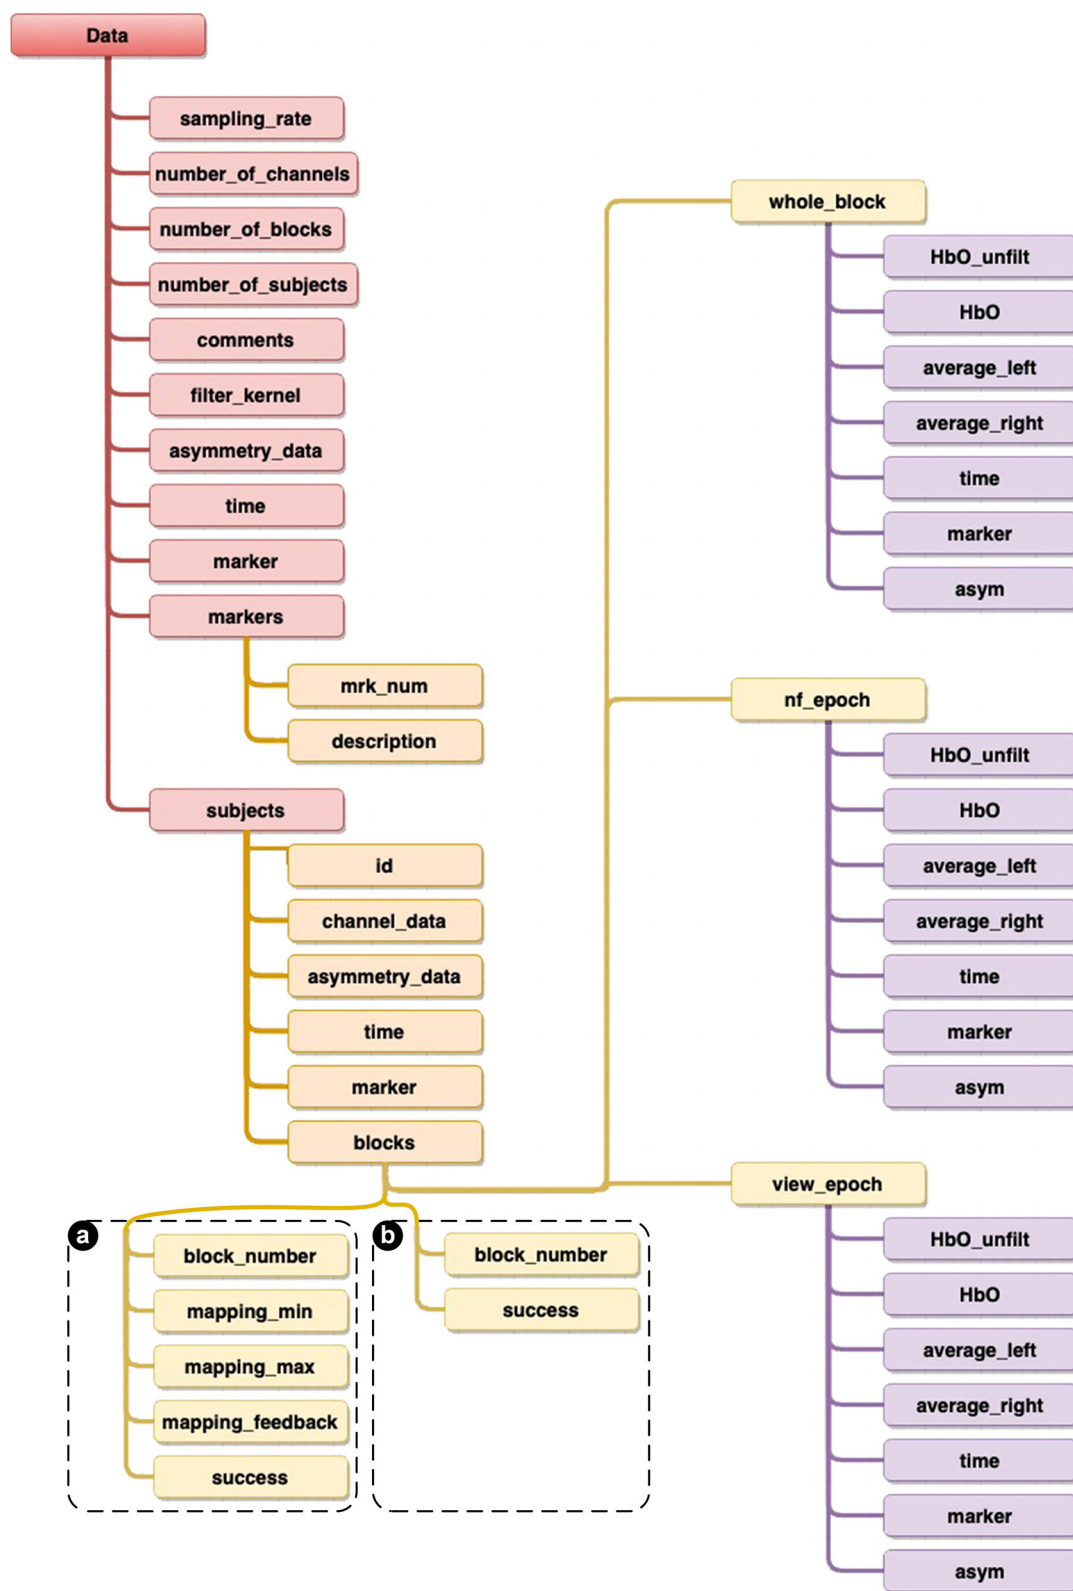 Data
sampling_rate
number_of_channels
number_of_blocks
number_of_subjects
comments
filter_kernel
asymmetry_data
time
marker
markers
mrk_num
description
subjects
id
channel_data
asymmetry_data
time
marker
blocks
a
block_number
mapping_min
mapping_max
mapping_feedback
success
b
block_number
success
whole_block
HbO_unfilt
HbO
average_left
average_right
time
marker
asym
nf_epoch
HbO_unfilt
HbO
average_left
average_right
time
marker
asym
view_epoch
HbO_unfilt
HbO
average_left
average_right
time
marker
asym